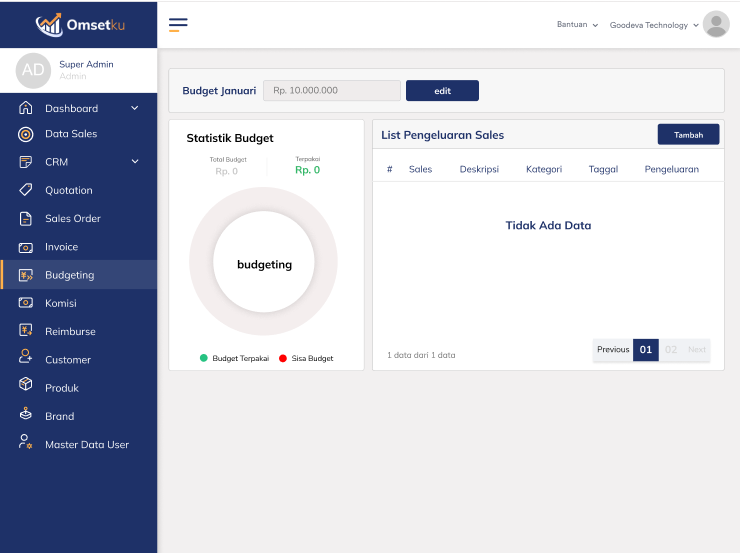 Omsetku
Bantuan
Goodeva Technology
AD
Super Admin
Admin
Dashboard
Data Sales
CRM
Quotation
Sales Order
Invoice
Budgeting
Komisi
Reimburse
Customer
Produk
Brand
Master Data User
Budget Januari
Rp. 10.000.000
edit
Statistik Budget
Total Budget
Terpakai
Rp. 0
Rp. 0
budgeting
Budget Terpakai
Sisa Budget
List Pengeluaran Sales
Tambah
# Sales Deskripsi Kategori Taggal Pengeluaran
Tidak Ada Data
1 data dari 1 data
Previous 01 02 Next